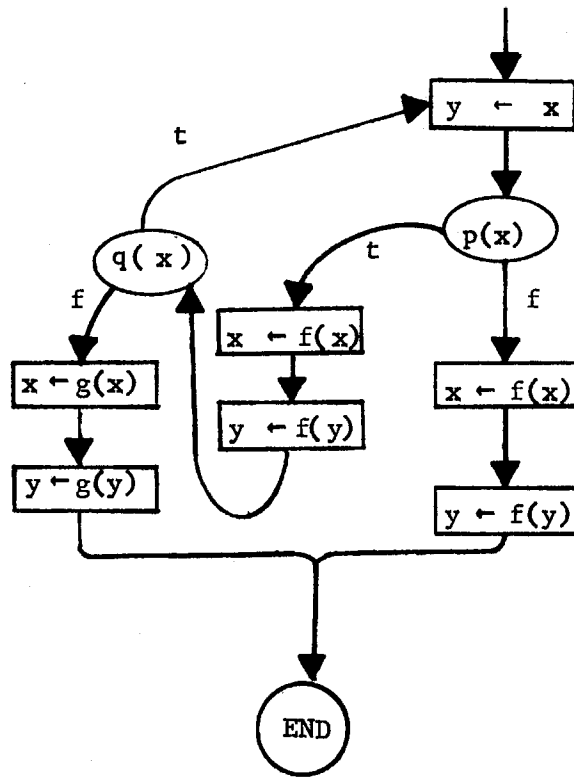 y ← x
t
p(x)
q(x)
t
f
f
x ← f(x)
x ← g(x)
x ← f(x)
y ← f(y)
y ← g(y)
y ← f(y)
END